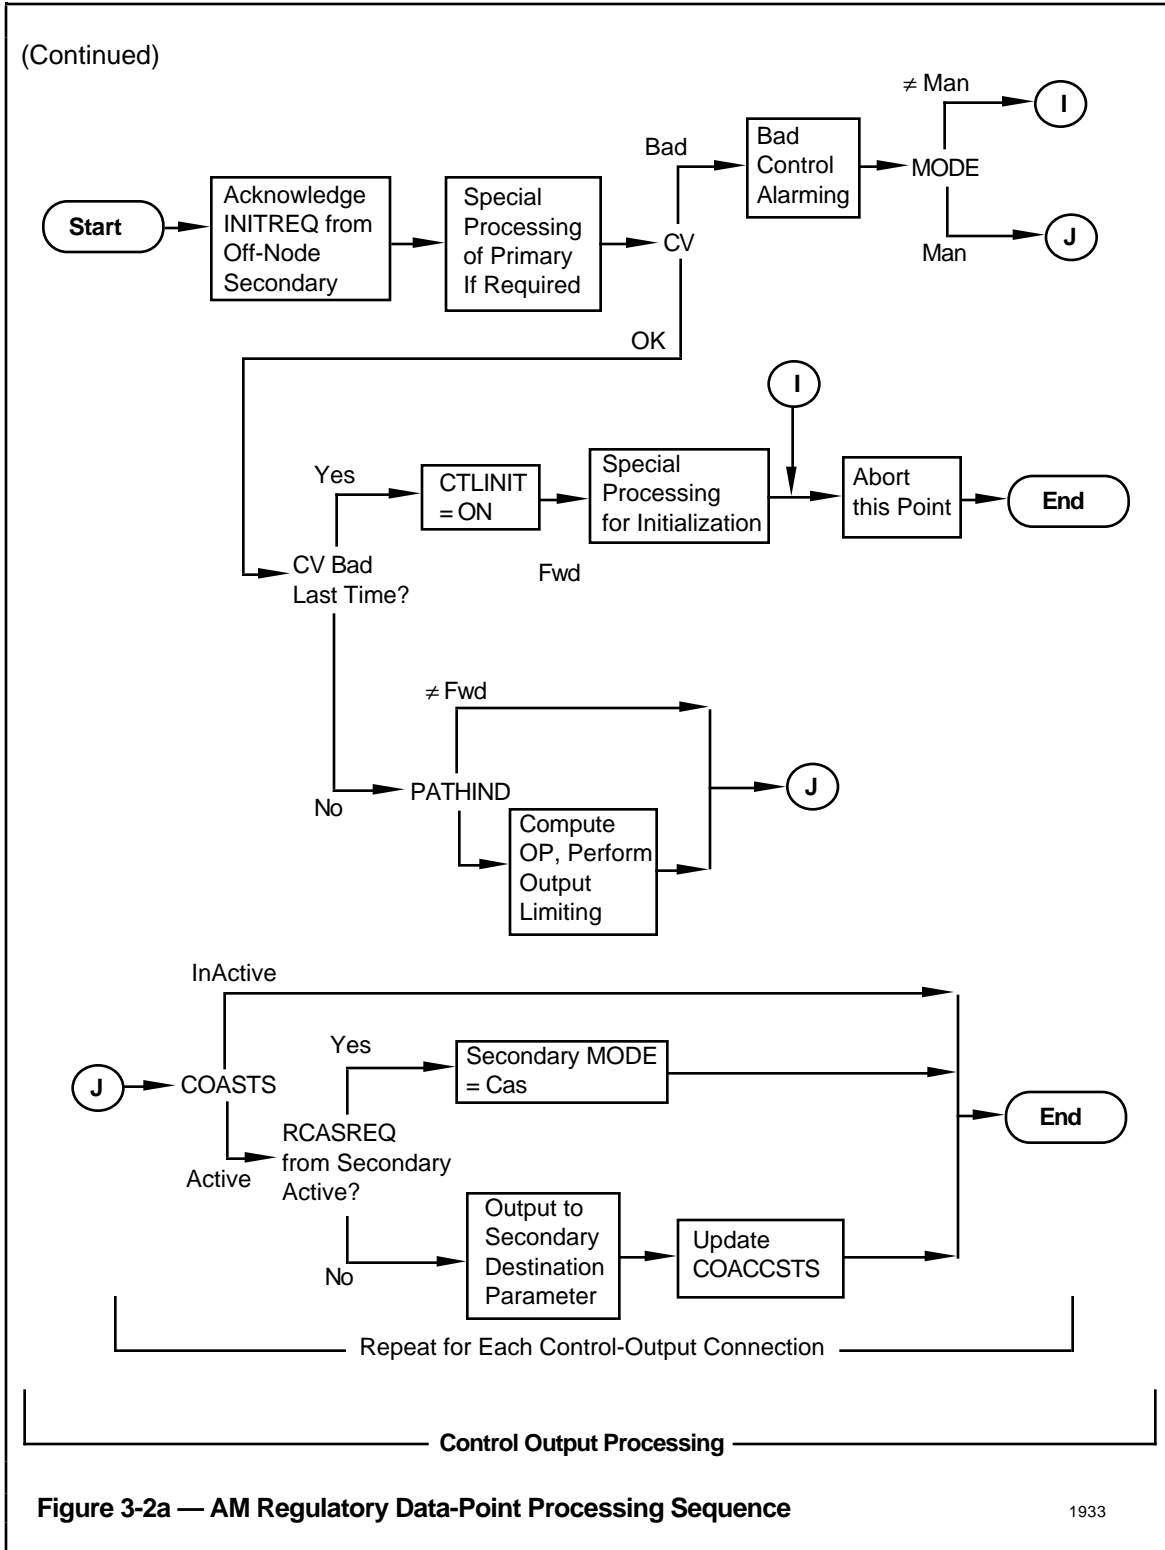 (Continued)
≠ Man
I
Bad
Bad
Control
Alarming
MODE
Start
Acknowledge
INITREQ from
Off-Node
Secondary
Special
Processing
of Primary
If Required
CV
Man
J
OK
I
Yes
CTLINIT
= ON
Special
Processing
for Initialization
Abort
this Point
End
CV Bad
Last Time?
Fwd
≠ Fwd
No
PATHIND
J
Compute
OP, Perform
Output
Limiting
InActive
Yes
Secondary MODE
= Cas
J
COASTS
RCASREQ
from Secondary
Active?
Active
End
No
Output to
Secondary
Destination
Parameter
Update
COACCSTS
Repeat for Each Control-Output Connection
Control Output Processing
Figure 3-2a — AM Regulatory Data-Point Processing Sequence
1933